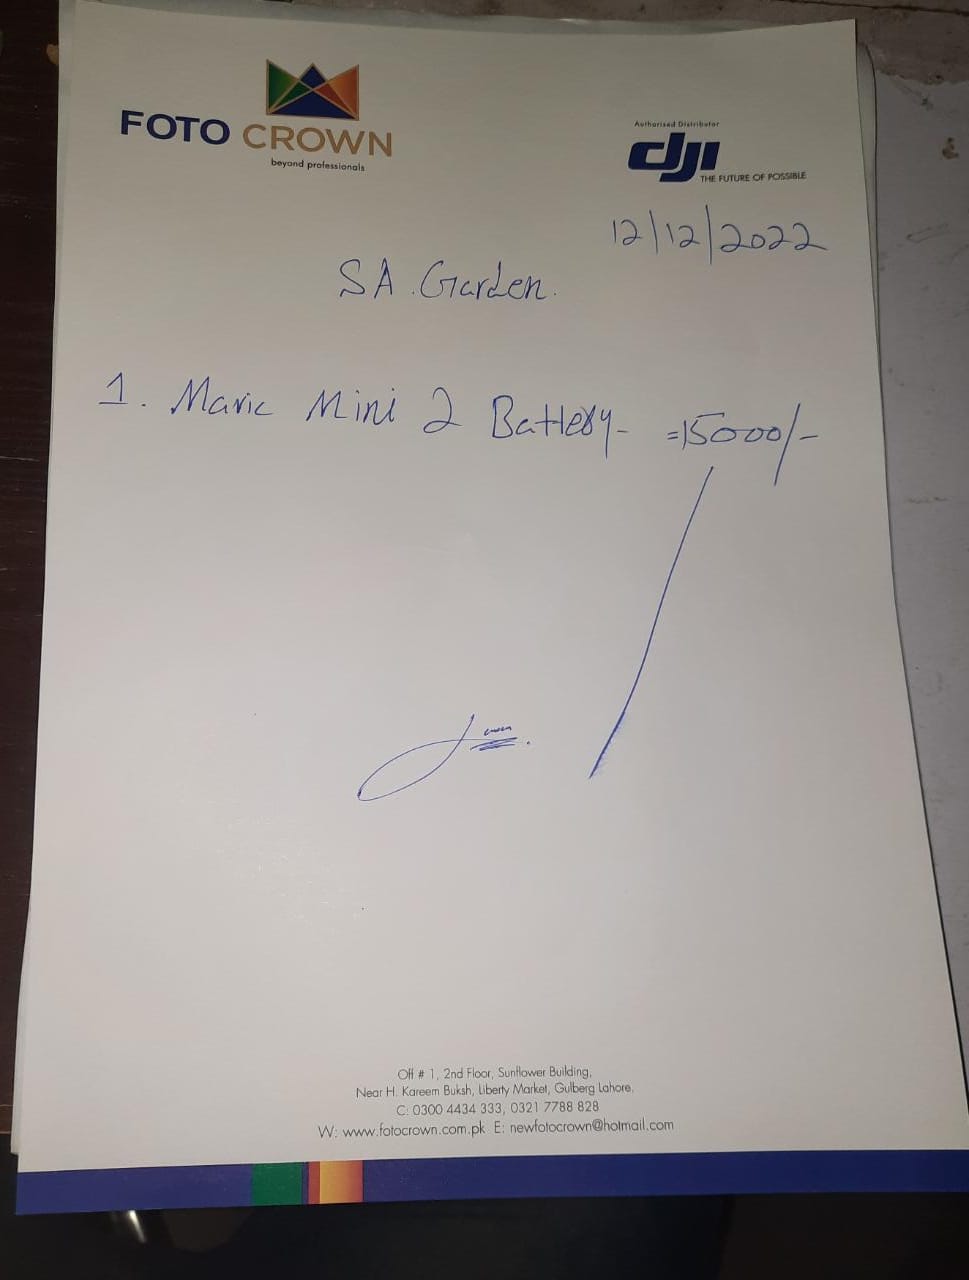 FOTO CROWN
beyond professionals
Authorised Distributor
dji
THE FUTURE OF POSSIBLE
12/12/2022
SA. Garden.
1. Mavic Mini 2 Battery- =15000/-
Off # 1, 2nd Floor, Sunflower Building,
Near H. Kareem Buksh, Liberty Market, Gulberg Lahore.
C: 0300 4434 333, 0321 7788 828
W: www.fotocrown.com.pk E: newfotocrown@hotmail.com